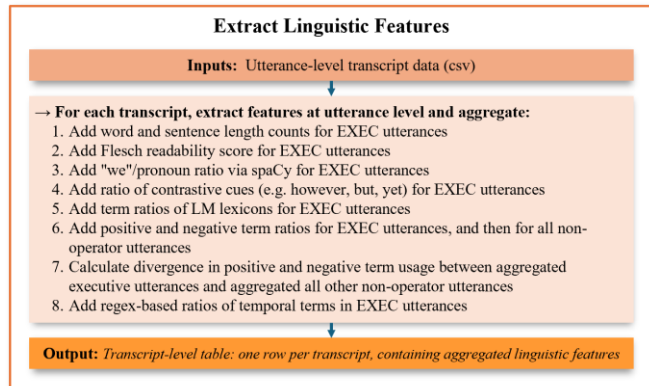 Extract Linguistic Features
Inputs: Utterance-level transcript data (csv)
→ For each transcript, extract features at utterance level and aggregate:
1. Add word and sentence length counts for EXEC utterances
2. Add Flesch readability score for EXEC utterances
3. Add "we"/pronoun ratio via spaCy for EXEC utterances
4. Add ratio of contrastive cues (e.g. however, but, yet) for EXEC utterances
5. Add term ratios of LM lexicons for EXEC utterances
6. Add positive and negative term ratios for EXEC utterances, and then for all non-
operator utterances
7. Calculate divergence in positive and negative term usage between aggregated
executive utterances and aggregated all other non-operator utterances
8. Add regex-based ratios of temporal terms in EXEC utterances
Output: Transcript-level table: one row per transcript, containing aggregated linguistic features